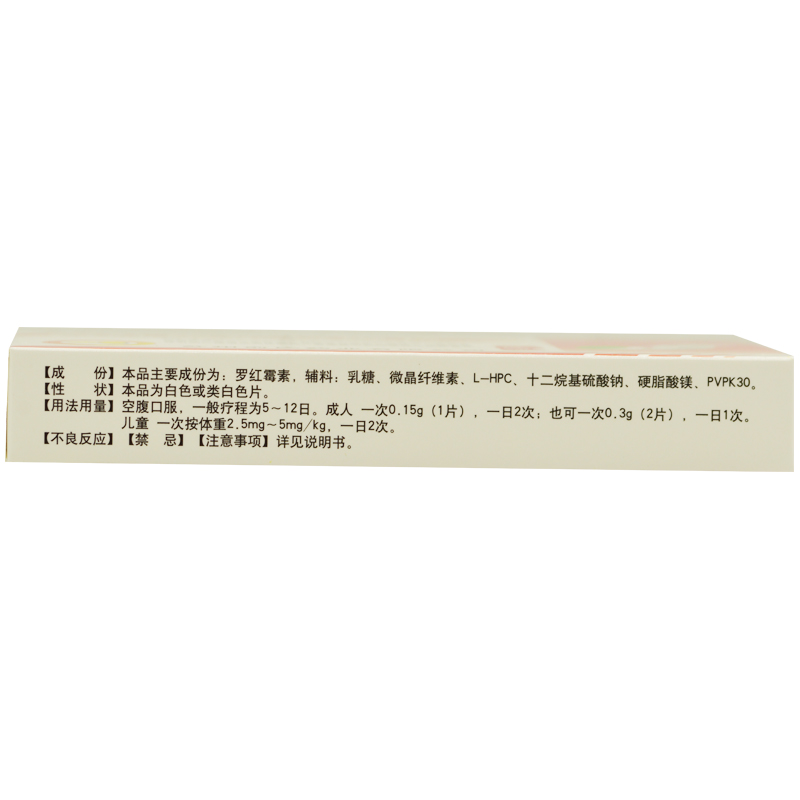 【成　份】本品主要成份为：罗红霉素，辅料：乳糖、微晶纤维素、L-HPC、十二烷基硫酸钠、硬脂酸镁、PVPK30。
【性　状】本品为白色或类白色片。
【用法用量】空腹口服，一般疗程为5～12日。成人 一次0.15g（1片），一日2次；也可一次0.3g（2片），一日1次。
儿童 一次按体重2.5mg～5mg/kg，一日2次。
【不良反应】【禁　忌】【注意事项】详见说明书。